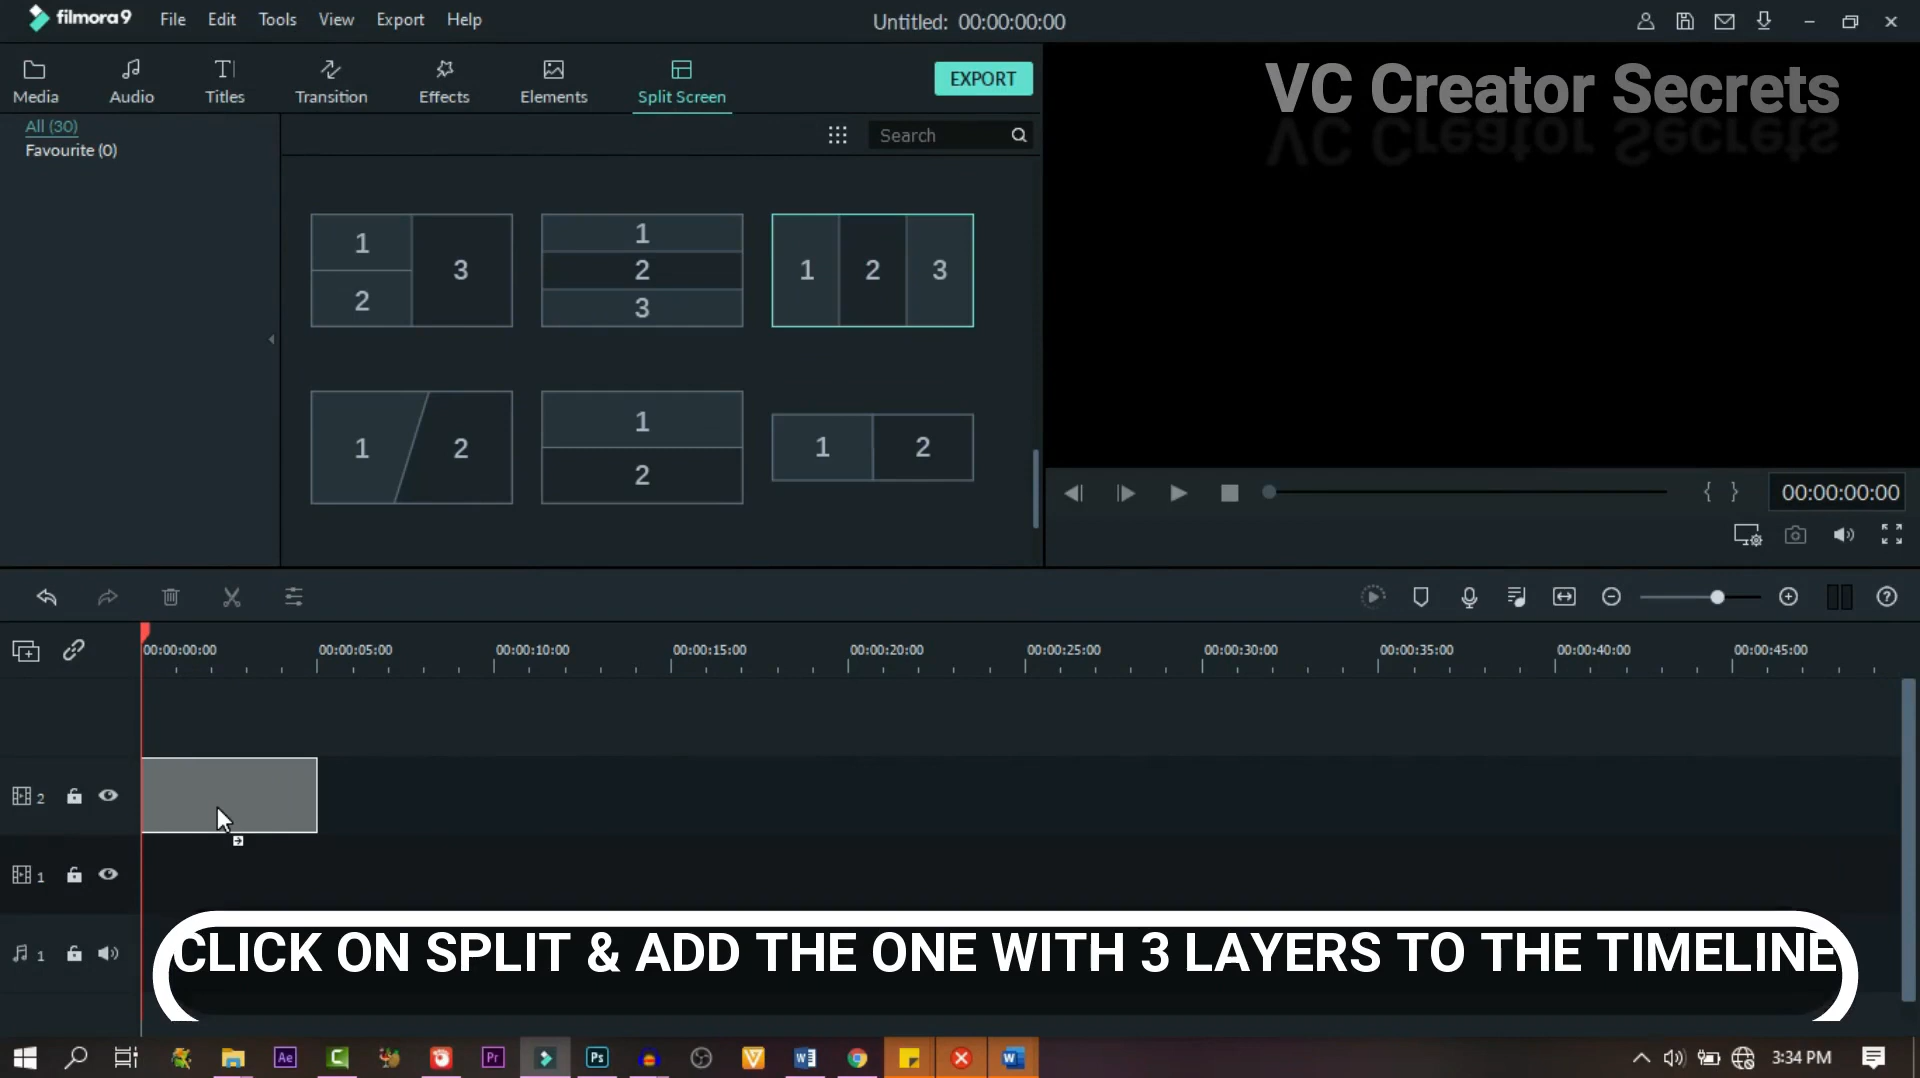 filmora9 File Edit Tools View Export Help Untitled: 00:00:00:00
Media Audio Titles Transition Effects Elements Split Screen EXPORT
VC Creator Secrets
All (30)
Favourite (0)
Search
1 2 3
1 2 3
1 2 3
1 2
1 2
1 2
{ } 00:00:00:00
00:00:00:00 00:00:05:00 00:00:10:00 00:00:15:00 00:00:20:00 00:00:25:00 00:00:30:00 00:00:35:00 00:00:40:00 00:00:45:00
2
1
1
CLICK ON SPLIT & ADD THE ONE WITH 3 LAYERS TO THE TIMELINE
Ae Pr Ps 3:34 PM